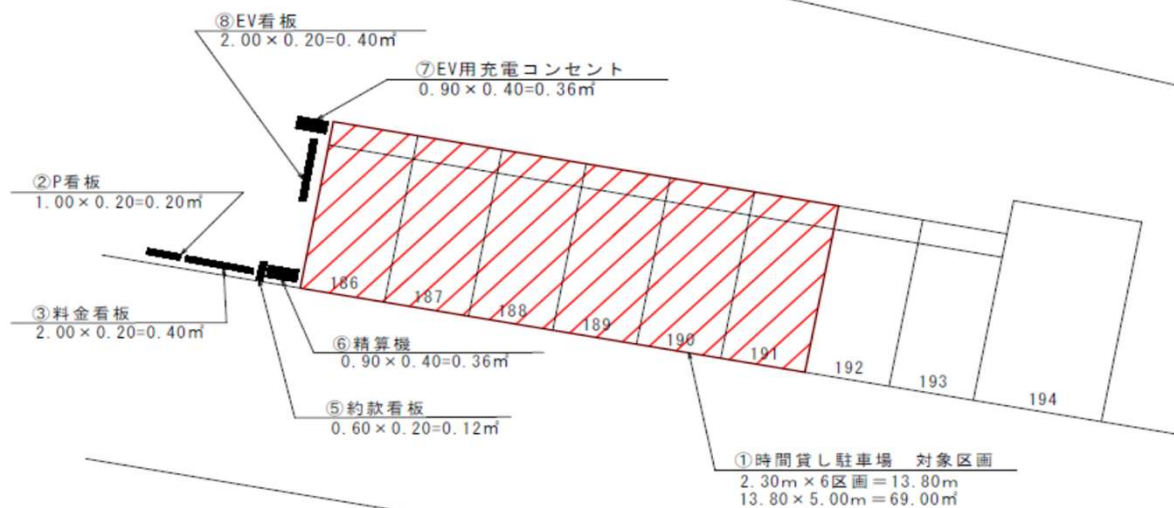 ⑧EV看板
2.00×0.20=0.40㎡
⑦EV用充電コンセント
0.90×0.40=0.36㎡
②P看板
1.00×0.20=0.20㎡
③料金看板
2.00×0.20=0.40㎡
⑥精算機
0.90×0.40=0.36㎡
⑤約款看板
0.60×0.20=0.12㎡
186
187
188
189
190
191
192
193
194
①時間貸し駐車場 対象区画
2.30m×6区画=13.80m
13.80×5.00m=69.00㎡